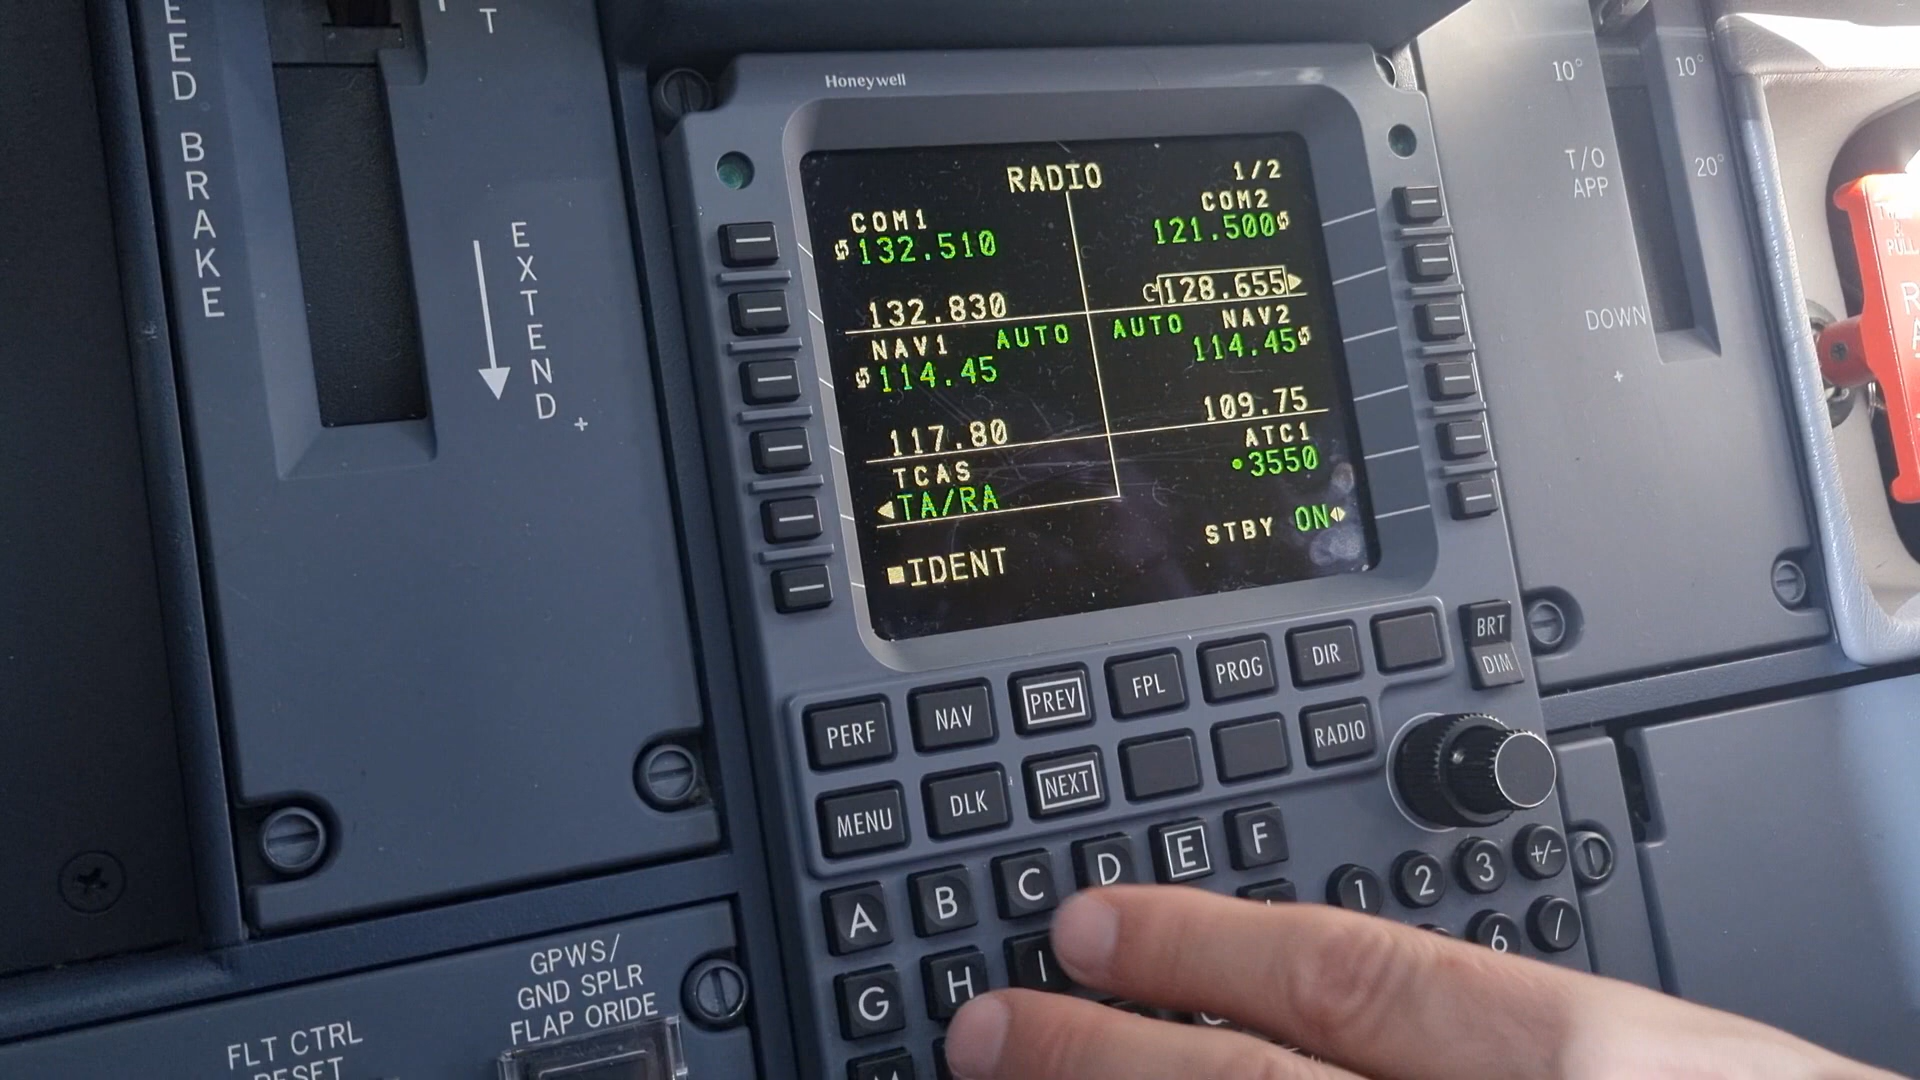 EED BRAKE
T
EXTEND
Honeywell
RADIO 1/2
COM1 COM2
132.510 121.500
132.830 128.655
NAV1 AUTO AUTO NAV2
114.45 114.45
117.80 109.75
TCAS ATC1
TA/RA 3550
IDENT STBY ON
10° 10°
T/O
APP 20°
DOWN
BRT
DIM
PERF NAV PREV FPL PROG DIR
MENU DLK NEXT RADIO
A B C D E F
G H I
1 2 3 +/-
6 /
GPWS/
GND SPLR
FLAP ORIDE
FLT CTRL
RESET